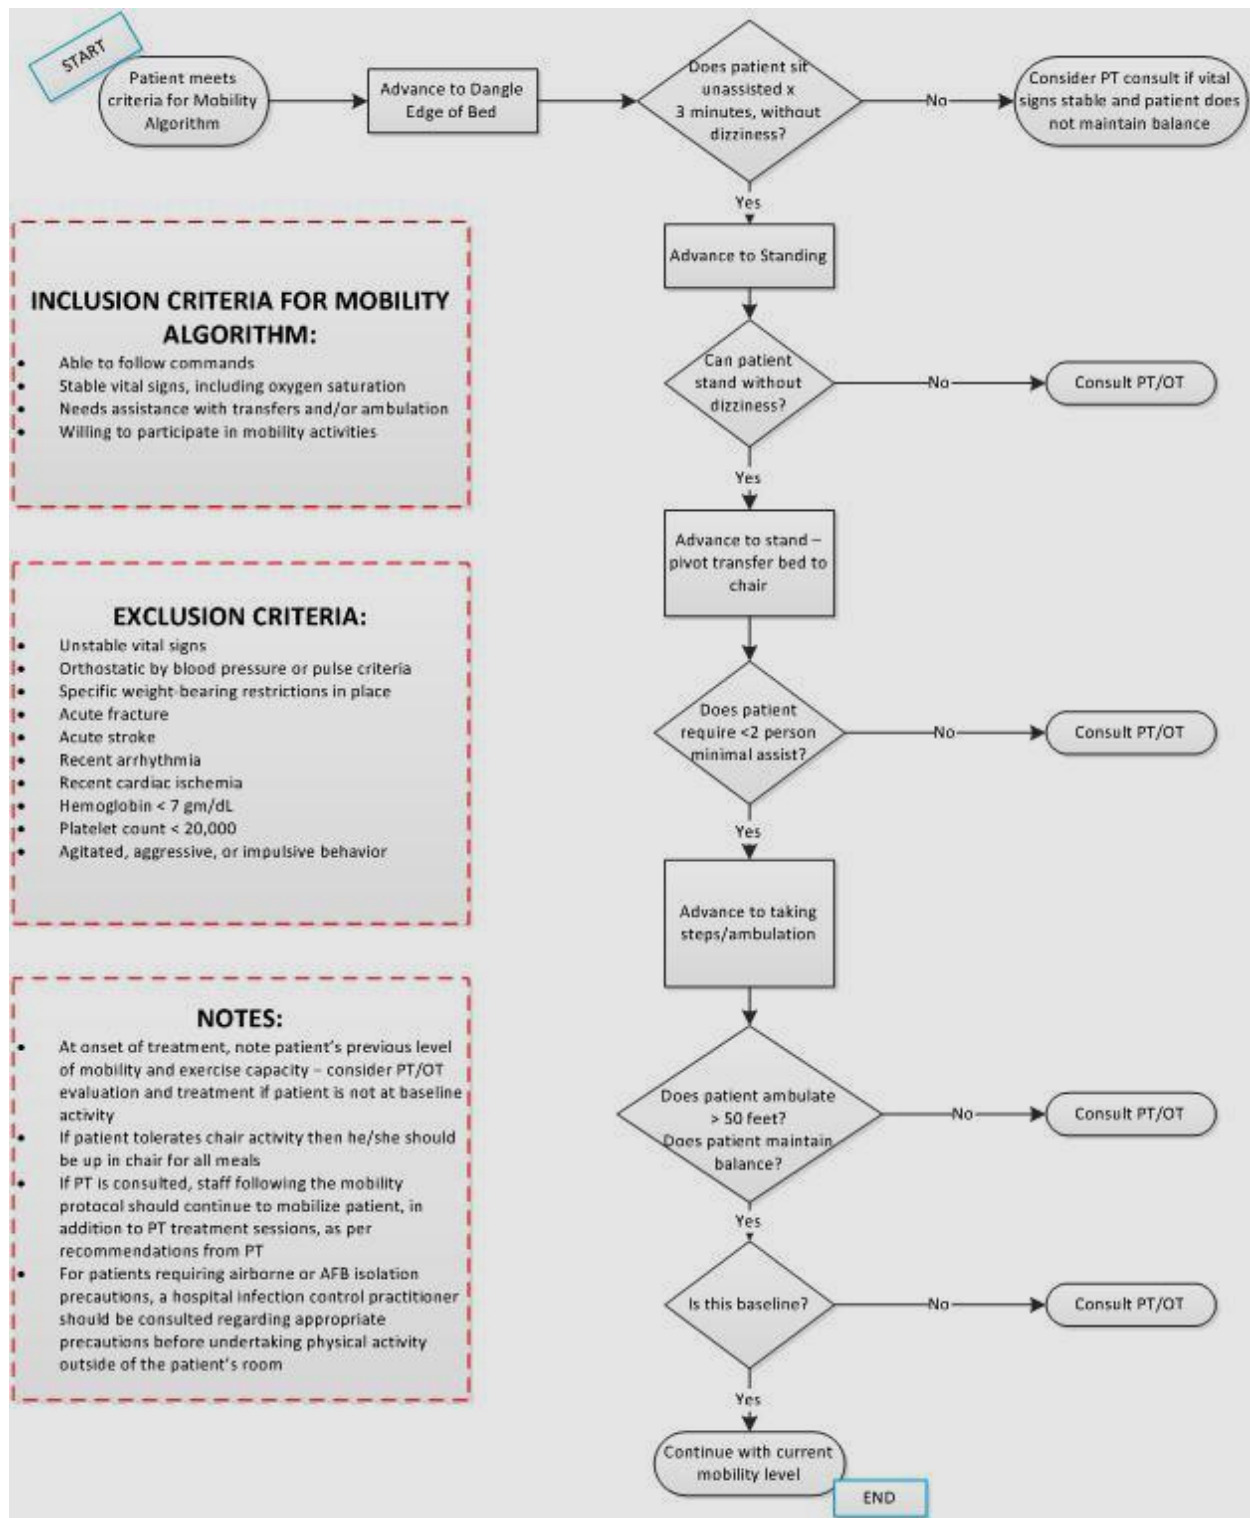 START
Patient meets
criteria for Mobility
Algorithm
Advance to Dangle
Edge of Bed
Does patient sit
unassisted x
3 minutes, without
dizziness?
No
Consider PT consult if vital
signs stable and patient does
not maintain balance
Yes
Advance to Standing
Can patient
stand without
dizziness?
No
Consult PT/OT
Yes
Advance to stand –
pivot transfer bed to
chair
Does patient
require <2 person
minimal assist?
No
Consult PT/OT
Yes
Advance to taking
steps/ambulation
Does patient ambulate
> 50 feet?
Does patient maintain
balance?
No
Consult PT/OT
Yes
Is this baseline?
No
Consult PT/OT
Yes
Continue with current
mobility level
END
INCLUSION CRITERIA FOR MOBILITY
ALGORITHM:
• Able to follow commands
• Stable vital signs, including oxygen saturation
• Needs assistance with transfers and/or ambulation
• Willing to participate in mobility activities
EXCLUSION CRITERIA:
• Unstable vital signs
• Orthostatic by blood pressure or pulse criteria
• Specific weight-bearing restrictions in place
• Acute fracture
• Acute stroke
• Recent arrhythmia
• Recent cardiac ischemia
• Hemoglobin < 7 gm/dL
• Platelet count < 20,000
• Agitated, aggressive, or impulsive behavior
NOTES:
• At onset of treatment, note patient's previous level
of mobility and exercise capacity – consider PT/OT
evaluation and treatment if patient is not at baseline
activity
• If patient tolerates chair activity then he/she should
be up in chair for all meals
• If PT is consulted, staff following the mobility
protocol should continue to mobilize patient, in
addition to PT treatment sessions, as per
recommendations from PT
• For patients requiring airborne or AFB isolation
precautions, a hospital infection control practitioner
should be consulted regarding appropriate
precautions before undertaking physical activity
outside of the patient's room